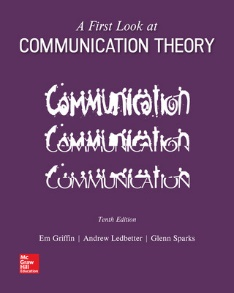 A First Look at
COMMUNICATION THEORY
Communication
COMMUNICATION
COMMUNICATION
Tenth Edition
Em Griffin | Andrew Ledbetter | Glenn Sparks
Mc
Graw
Hill
Education